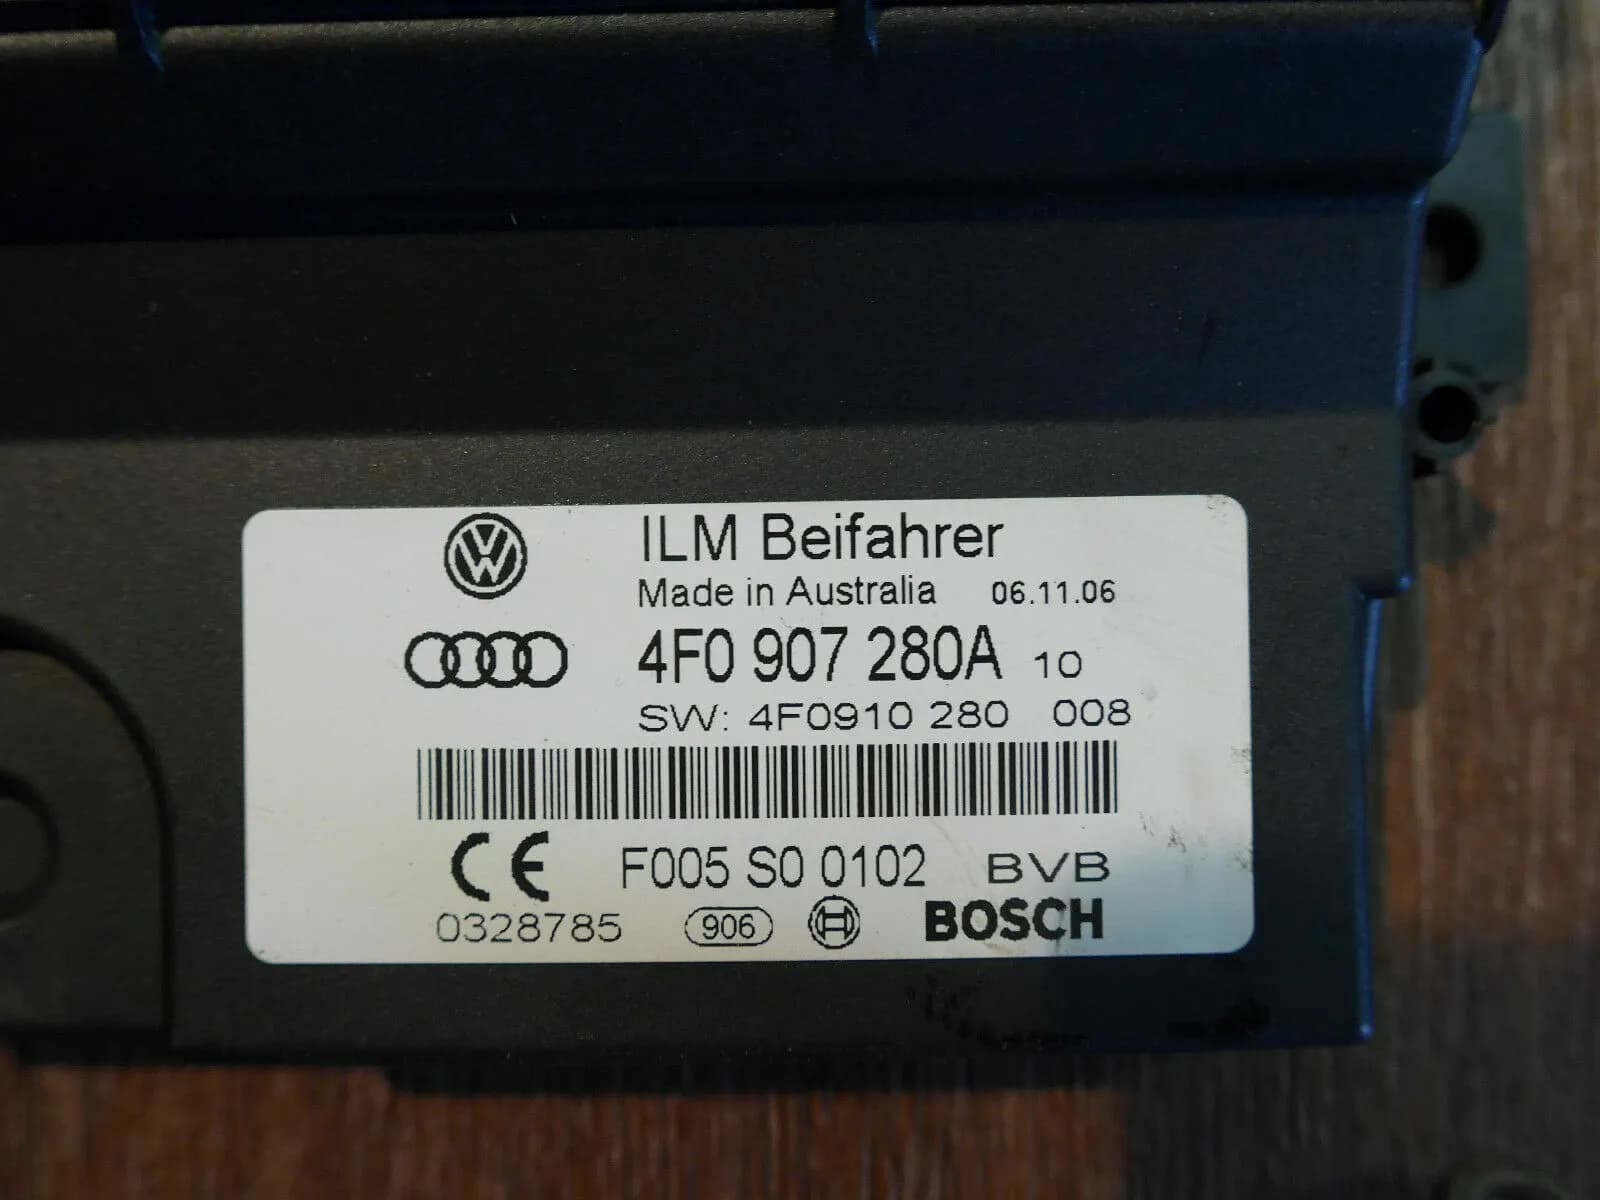 ILM Beifahrer
Made in Australia 06.11.06
4F0 907 280A 10
SW: 4F0910 280 008
CE F005 S0 0102 BVB
0328785 906 BOSCH